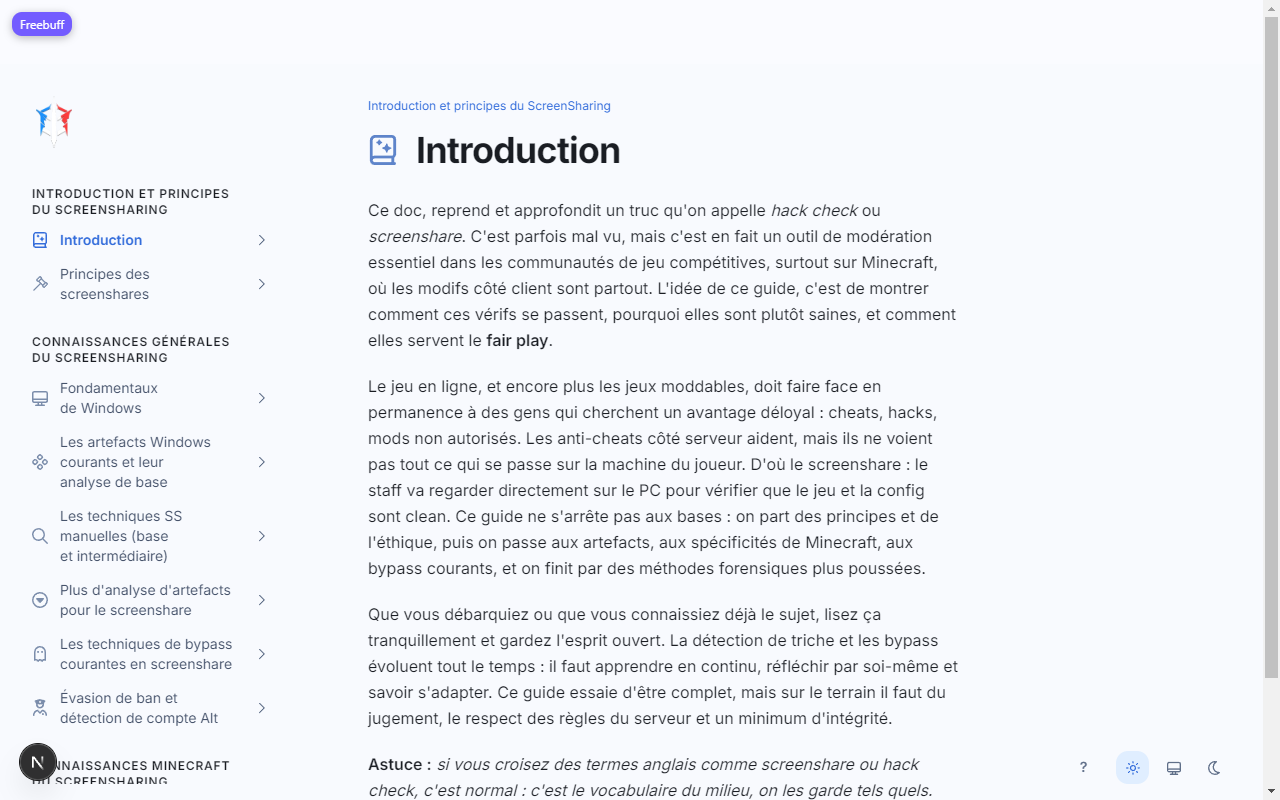 Freebuff
INTRODUCTION ET PRINCIPES
DU SCREENSHARING
Introduction
Principes des
screenshares
CONNAISSANCES GÉNÉRALES
DU SCREENSHARING
Fondamentaux
de Windows
Les artefacts Windows
courants et leur
analyse de base
Les techniques SS
manuelles (base
et intermédiaire)
Plus d'analyse d'artefacts
pour le screenshare
Les techniques de bypass
courantes en screenshare
Évasion de ban et
détection de compte Alt
NNAISSANCES MINECRAFT
DU SCREENSHARING
N
Introduction et principes du ScreenSharing
Introduction
Ce doc, reprend et approfondit un truc qu'on appelle hack check ou
screenshare. C'est parfois mal vu, mais c'est en fait un outil de modération
essentiel dans les communautés de jeu compétitives, surtout sur Minecraft,
où les modifs côté client sont partout. L'idée de ce guide, c'est de montrer
comment ces vérifs se passent, pourquoi elles sont plutôt saines, et comment
elles servent le fair play.
Le jeu en ligne, et encore plus les jeux moddables, doit faire face en
permanence à des gens qui cherchent un avantage déloyal : cheats, hacks,
mods non autorisés. Les anti-cheats côté serveur aident, mais ils ne voient
pas tout ce qui se passe sur la machine du joueur. D'où le screenshare : le
staff va regarder directement sur le PC pour vérifier que le jeu et la config
sont clean. Ce guide ne s'arrête pas aux bases : on part des principes et de
l'éthique, puis on passe aux artefacts, aux spécificités de Minecraft, aux
bypass courants, et on finit par des méthodes forensiques plus poussées.
Que vous débarquiez ou que vous connaissiez déjà le sujet, lisez ça
tranquillement et gardez l'esprit ouvert. La détection de triche et les bypass
évoluent tout le temps : il faut apprendre en continu, réfléchir par soi-même et
savoir s'adapter. Ce guide essaie d'être complet, mais sur le terrain il faut du
jugement, le respect des règles du serveur et un minimum d'intégrité.
Astuce : si vous croisez des termes anglais comme screenshare ou hack
check, c'est normal : c'est le vocabulaire du milieu, on les garde tels quels.
?